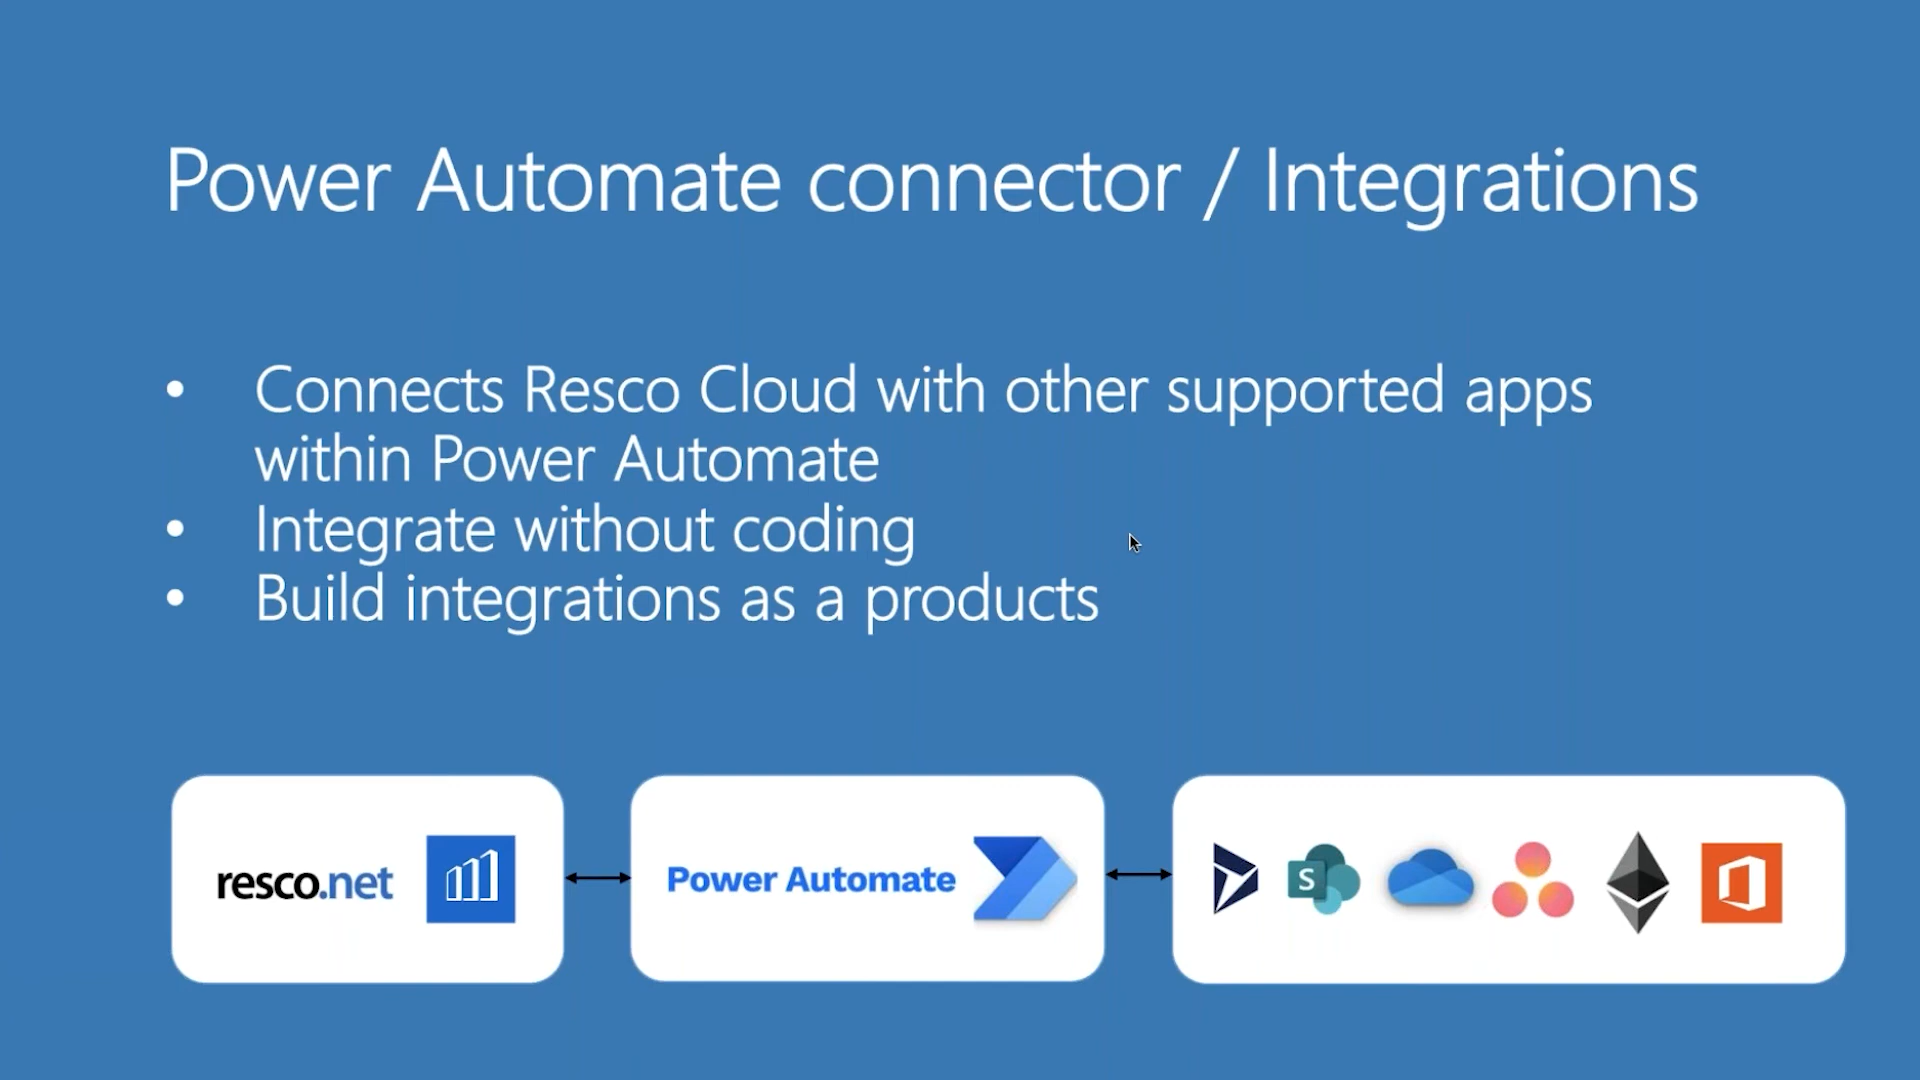 Power Automate connector / Integrations
• Connects Resco Cloud with other supported apps
within Power Automate
• Integrate without coding
• Build integrations as a products
resco.net
Power Automate
S